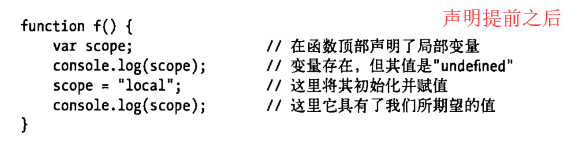 声明提前之后
function f() {
    var scope;                // 在函数顶部声明了局部变量
    console.log(scope);       // 变量存在，但其值是"undefined"
    scope = "local";          // 这里将其初始化并赋值
    console.log(scope);       // 这里它具有了我们所期望的值
}